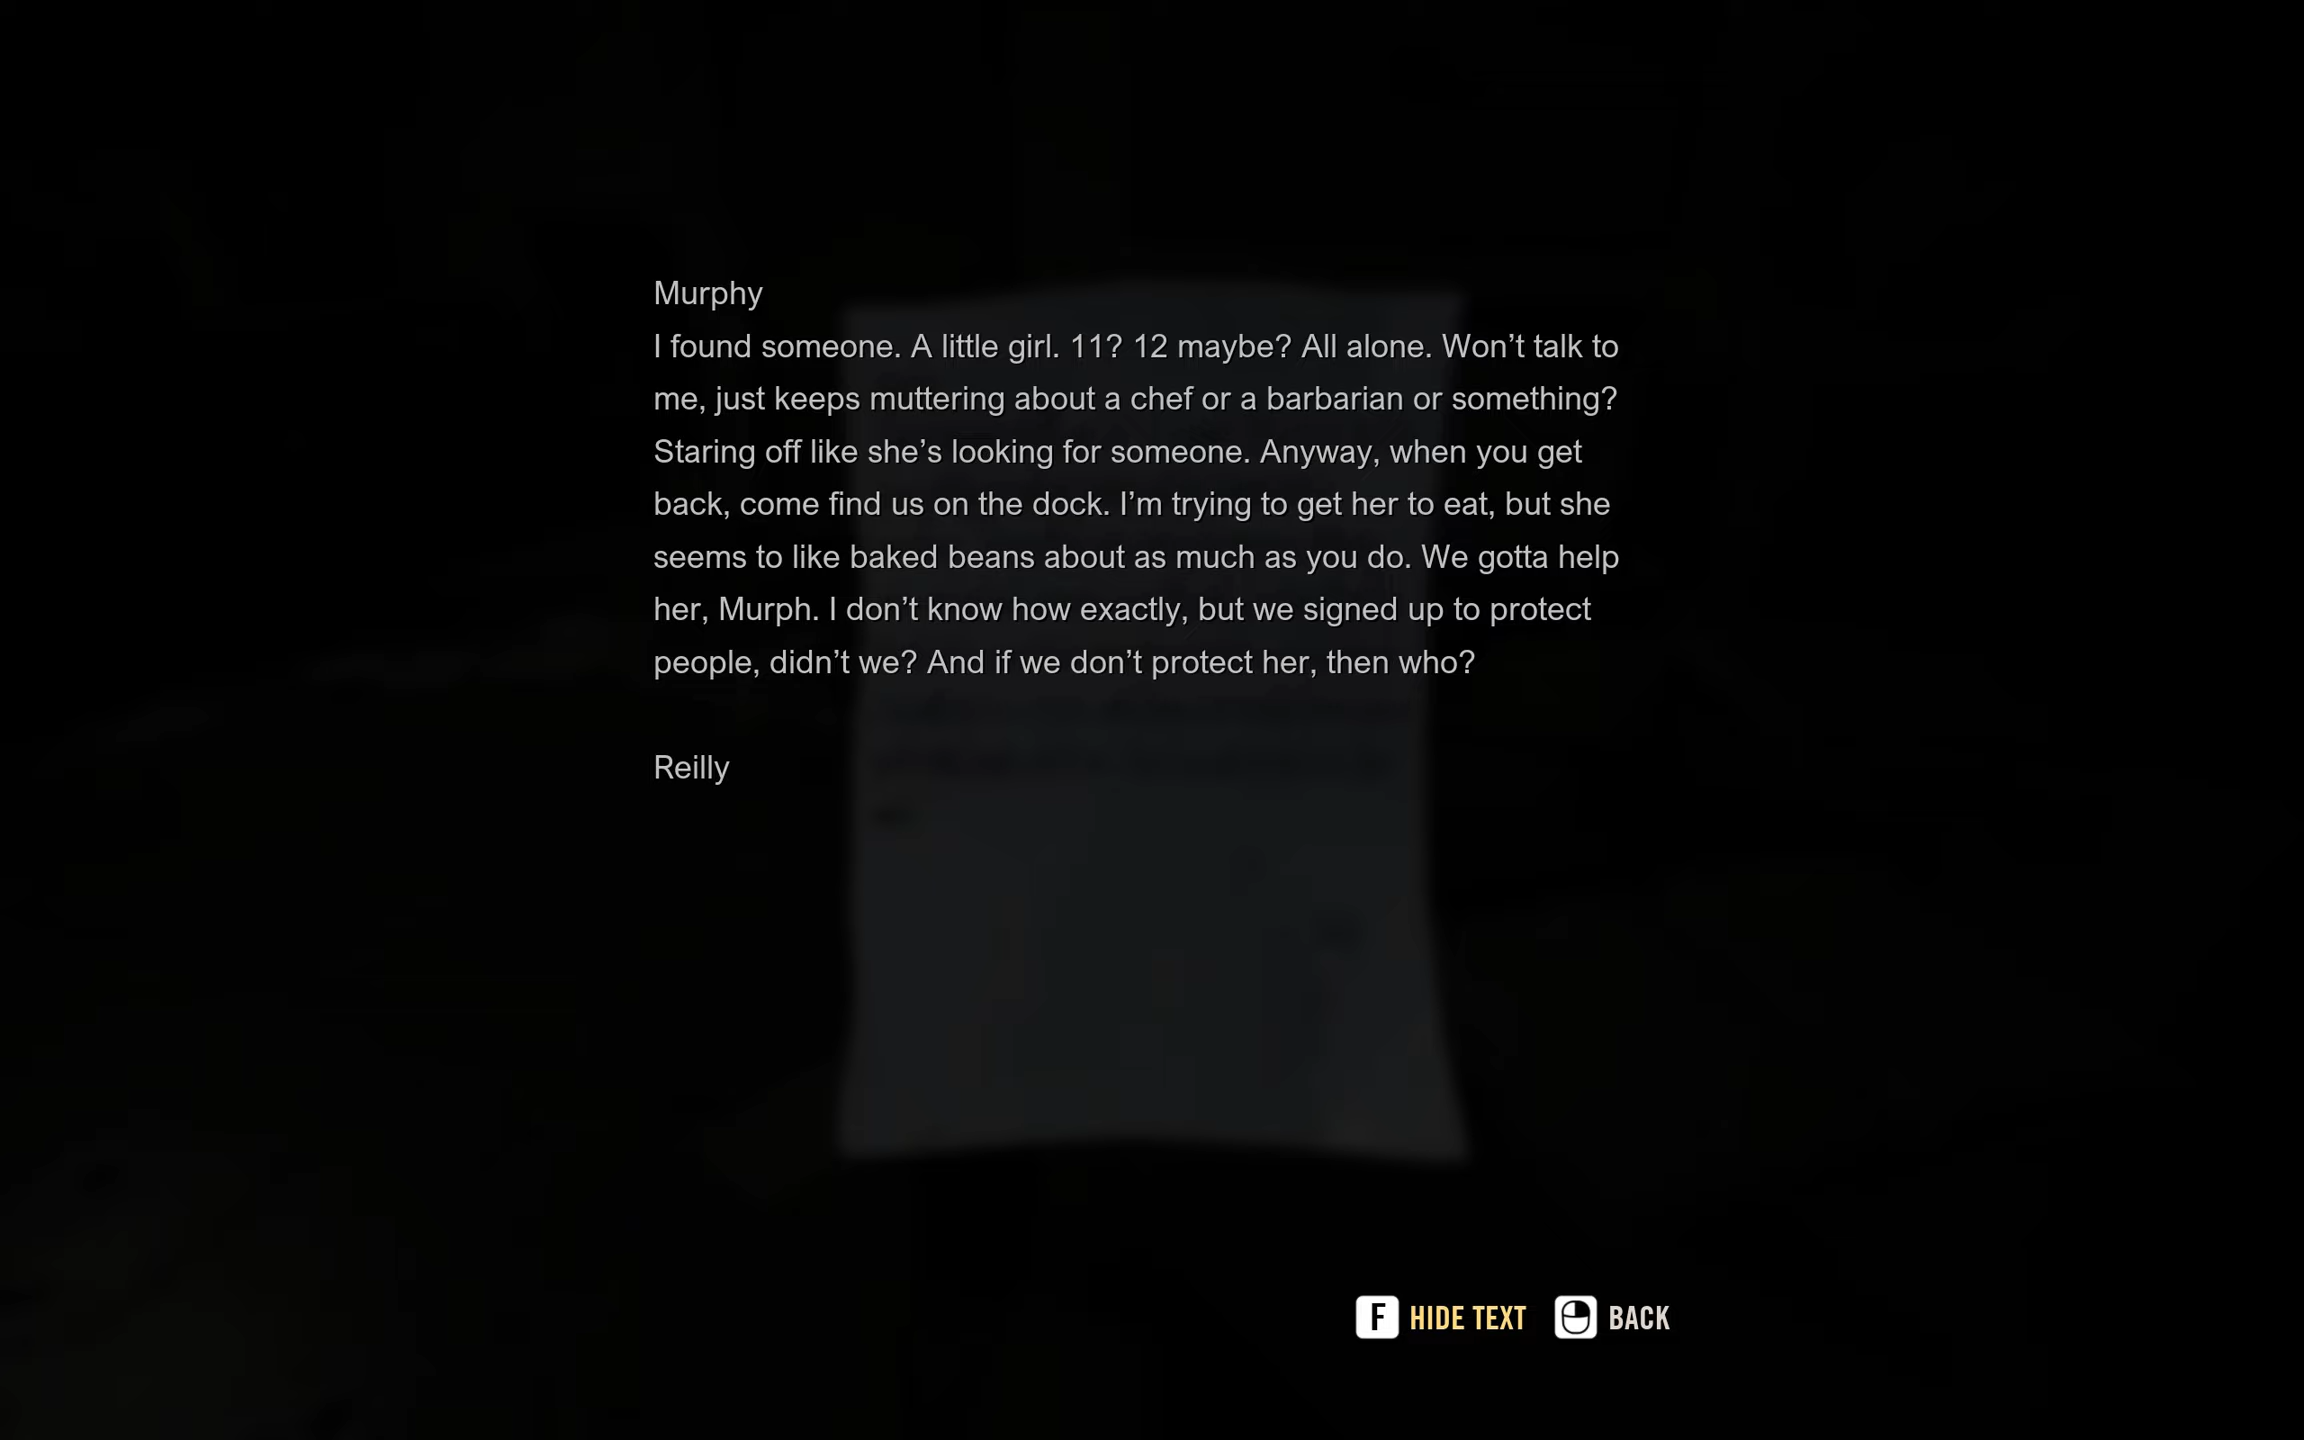 Murphy
I found someone. A little girl. 11? 12 maybe? All alone. Won’t talk to
me, just keeps muttering about a chef or a barbarian or something?
Staring off like she’s looking for someone. Anyway, when you get
back, come find us on the dock. I’m trying to get her to eat, but she
seems to like baked beans about as much as you do. We gotta help
her, Murph. I don’t know how exactly, but we signed up to protect
people, didn’t we? And if we don’t protect her, then who?
Reilly
F HIDE TEXT BACK